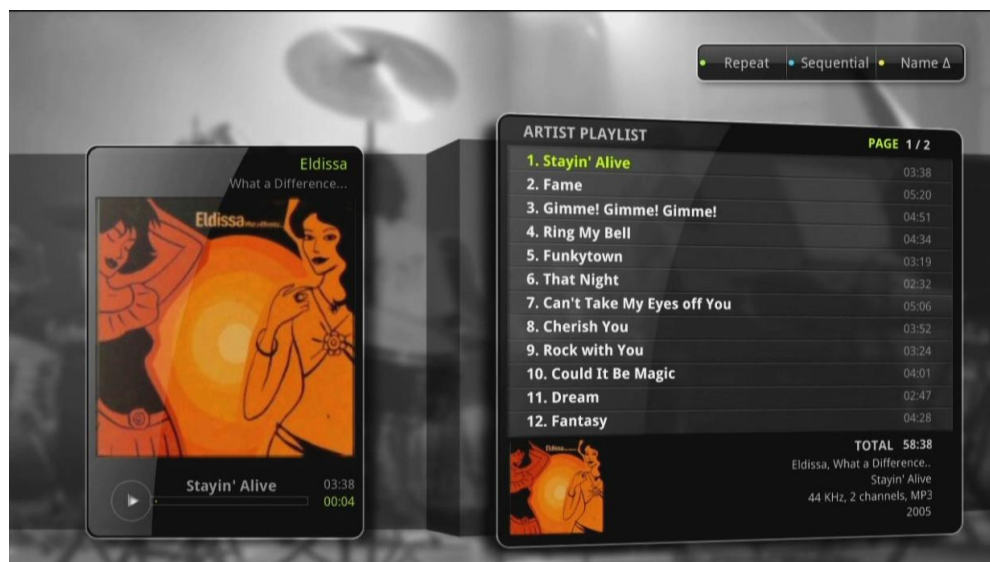 Repeat
Sequential
Name Δ
Eldissa
What a Difference...
Eldissa
Stayin' Alive
03:38
00:04
ARTIST PLAYLIST
PAGE 1 / 2
1. Stayin' Alive 03:38
2. Fame 05:20
3. Gimme! Gimme! Gimme! 04:51
4. Ring My Bell 04:34
5. Funkytown 03:19
6. That Night 02:32
7. Can't Take My Eyes off You 05:06
8. Cherish You 03:52
9. Rock with You 03:24
10. Could It Be Magic 04:01
11. Dream 02:47
12. Fantasy 04:28
TOTAL 58:38
Eldissa, What a Difference..
Stayin' Alive
44 KHz, 2 channels, MP3
2005